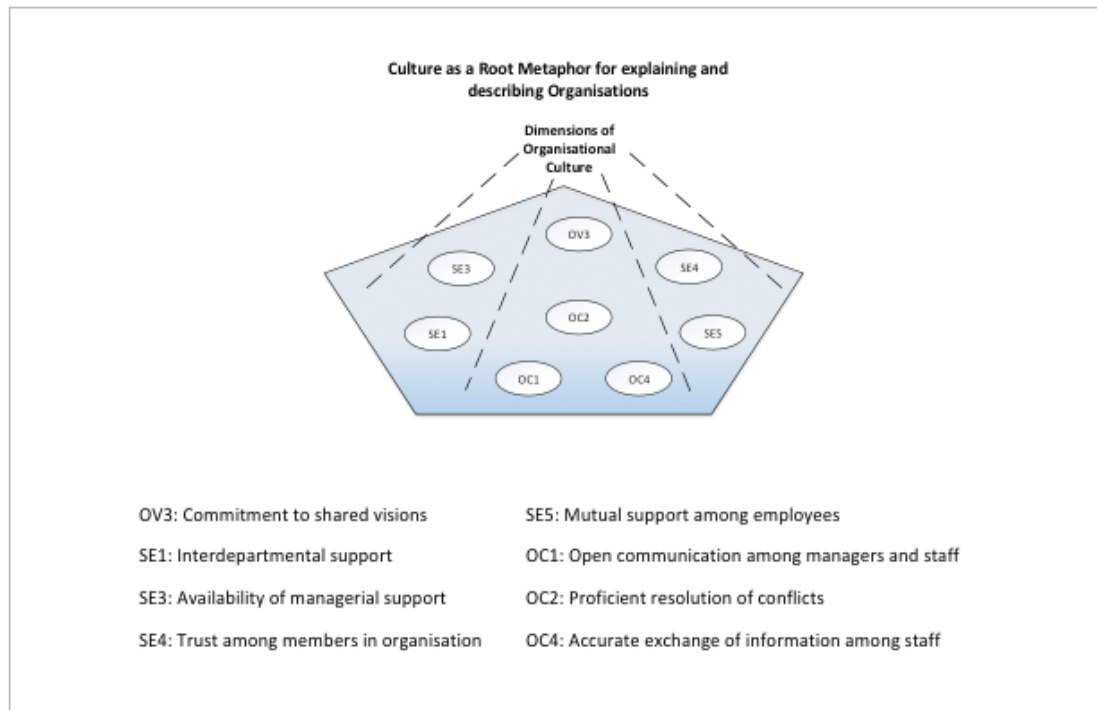 Culture as a Root Metaphor for explaining and
describing Organisations
Dimensions of
Organisational
Culture
OV3
SE3
SE4
OC2
SE1
SE5
OC1
OC4
OV3: Commitment to shared visions
SE1: Interdepartmental support
SE3: Availability of managerial support
SE4: Trust among members in organisation
SE5: Mutual support among employees
OC1: Open communication among managers and staff
OC2: Proficient resolution of conflicts
OC4: Accurate exchange of information among staff